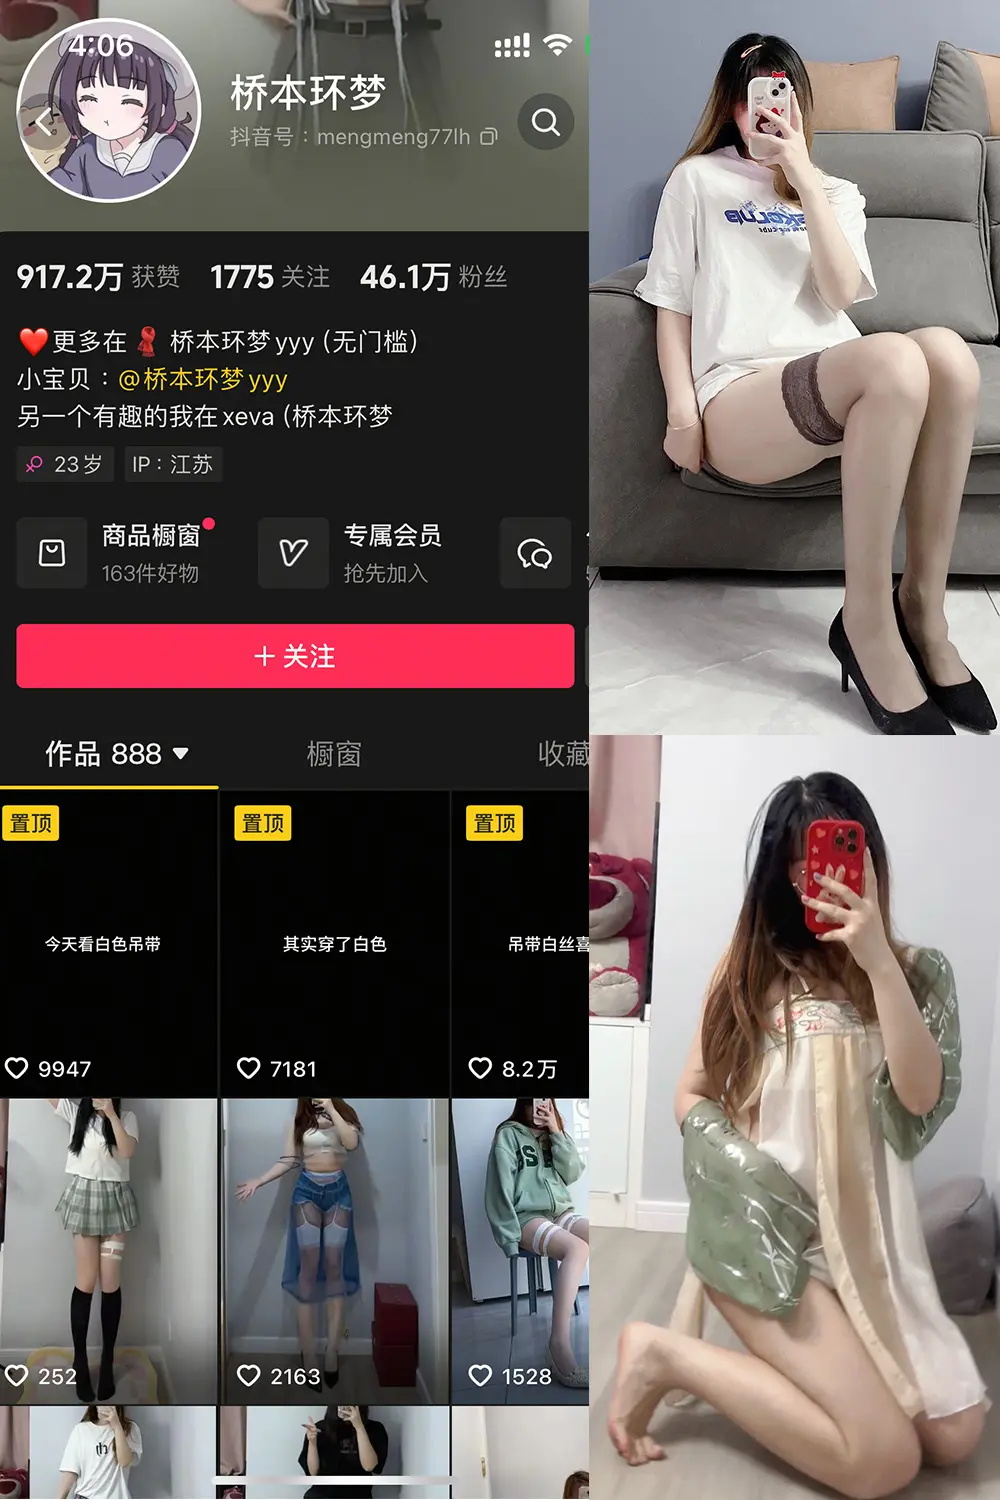 4:06
桥本环梦
抖音号：mengmeng77lh
917.2万 获赞 1775 关注 46.1万 粉丝
更多在 桥本环梦yyy (无门槛)
小宝贝：@桥本环梦yyy
另一个有趣的我在xeva (桥本环梦
23岁 IP：江苏
商品橱窗 专属会员
163件好物 抢先加入
+ 关注
作品 888 橱窗 收藏
置顶 置顶 置顶
今天看白色吊带 其实穿了白色 吊带白丝喜
9947 7181 8.2万
252 2163 1528